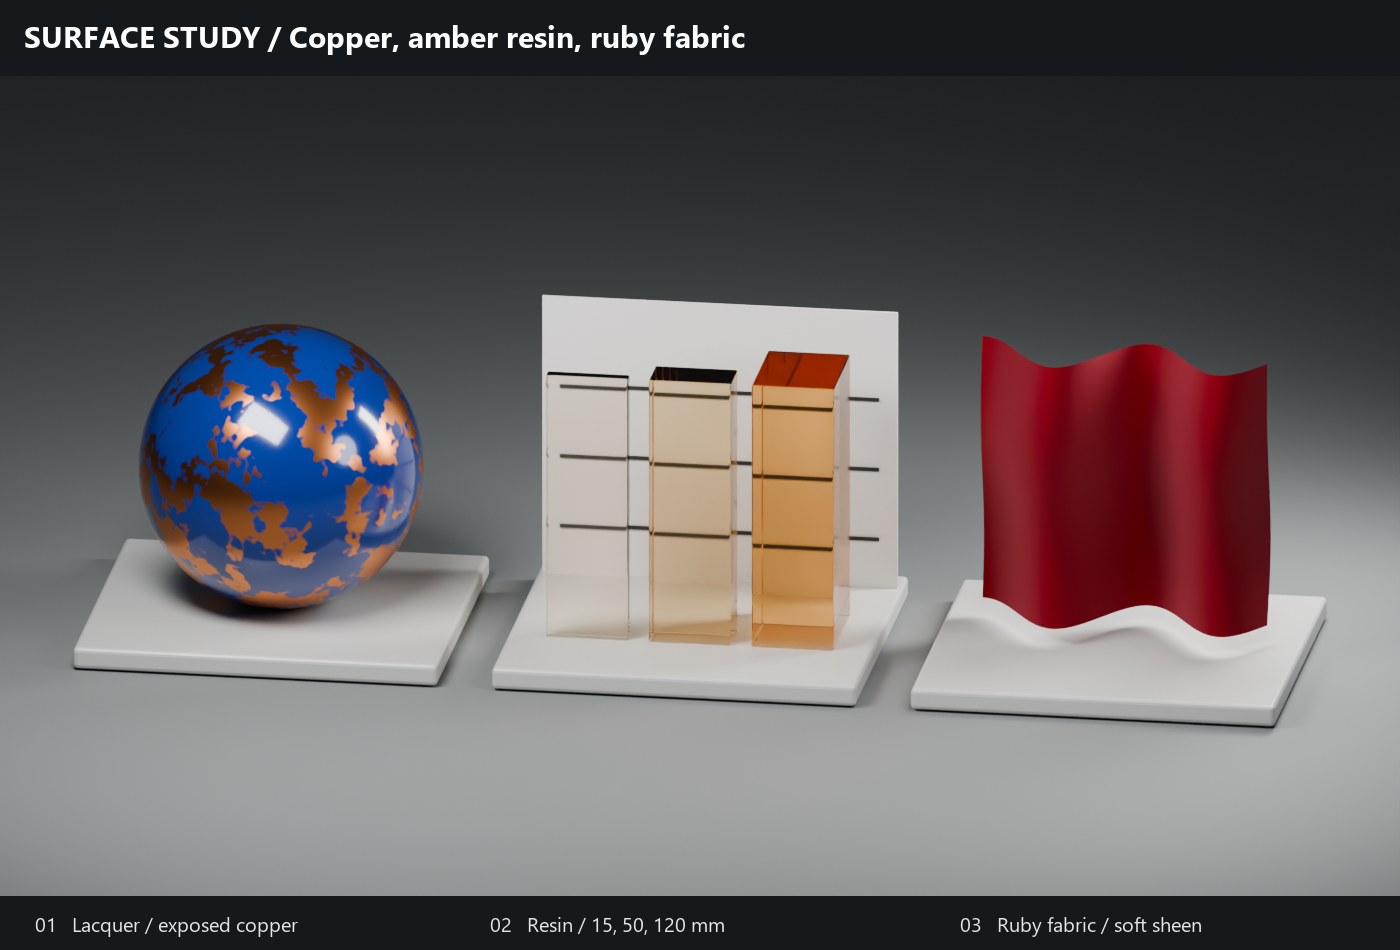 SURFACE STUDY / Copper, amber resin, ruby fabric
01 Lacquer / exposed copper
02 Resin / 15, 50, 120 mm
03 Ruby fabric / soft sheen